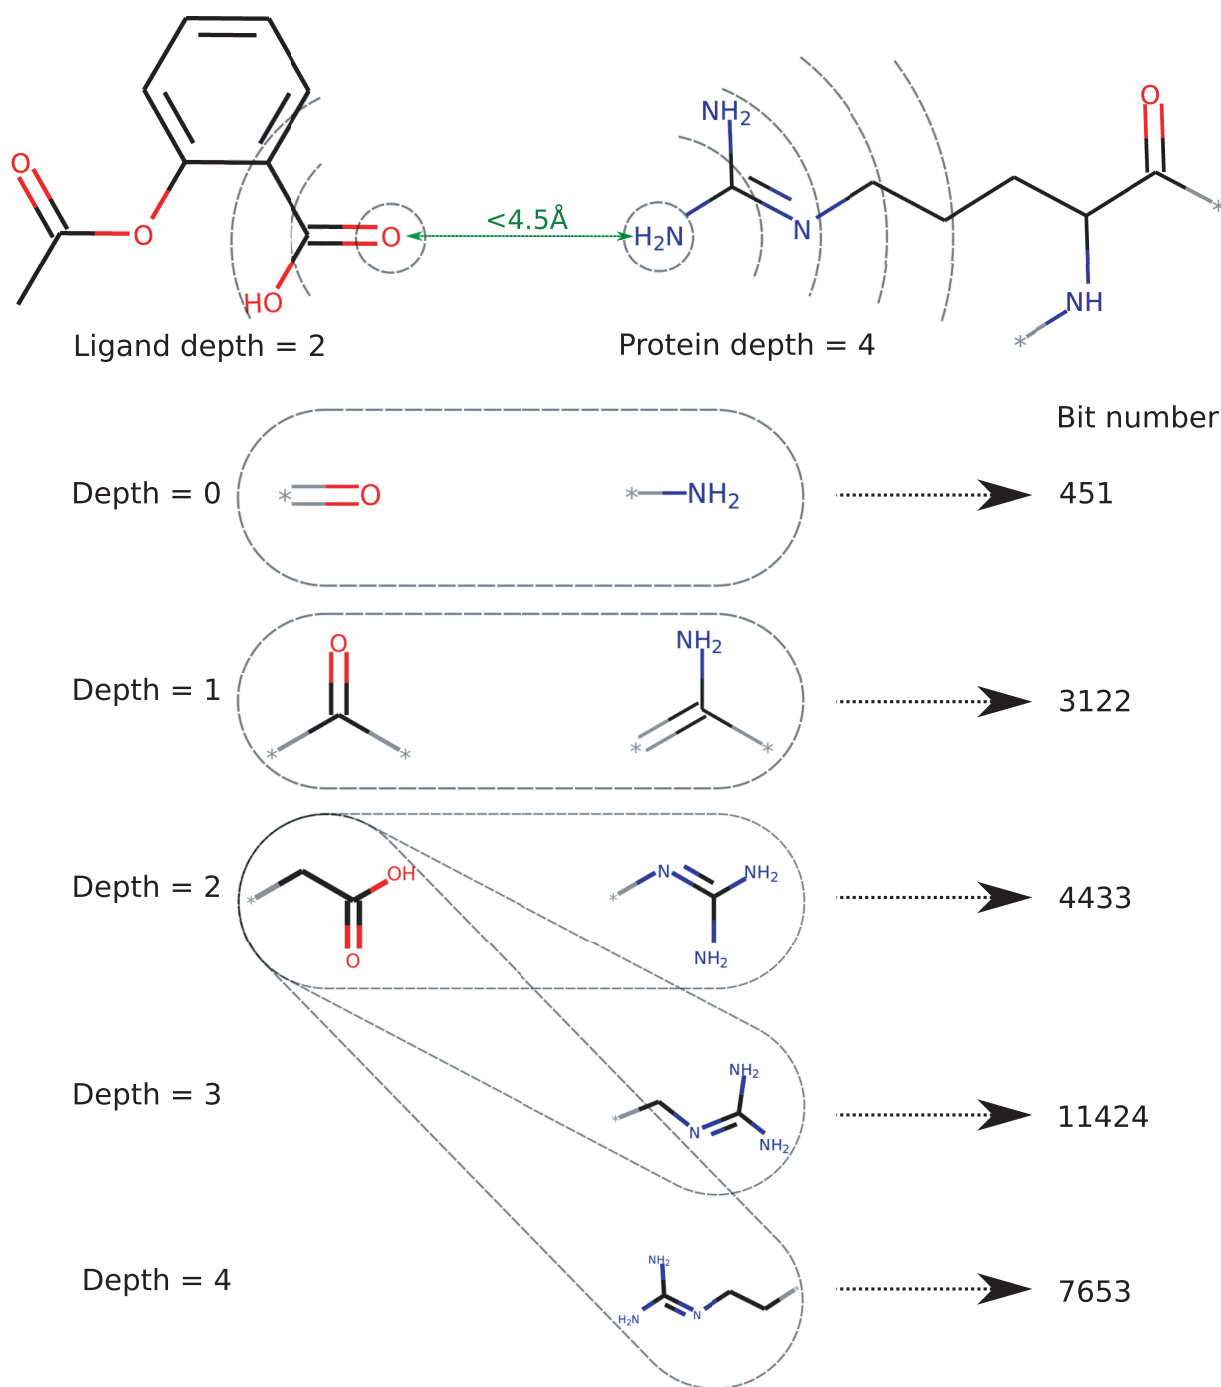 NH₂
O
O
O
O
<4.5Å
H₂N
N
HO
NH
*
*
Ligand depth = 2
Protein depth = 4
Bit number
Depth = 0
*
O
*
NH₂
451
O
NH₂
Depth = 1
3122
*
*
*
*
Depth = 2
*
OH
O
*
N
NH₂
NH₂
4433
Depth = 3
NH₂
*
N
NH₂
11424
Depth = 4
NH₂
H₂N
N
*
7653